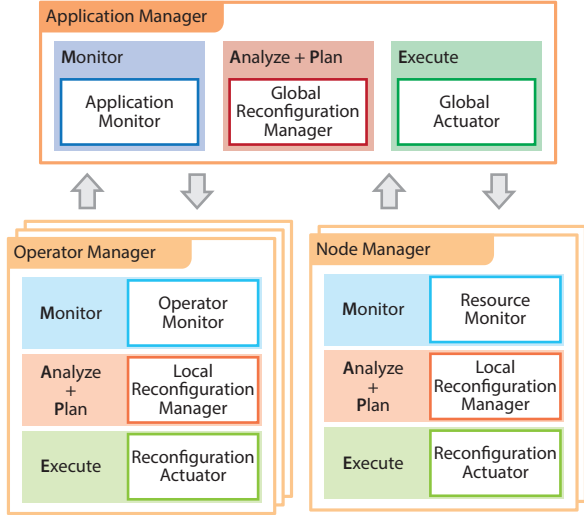 Application Manager
Monitor
Application
Monitor
Analyze + Plan
Global
Reconfiguration
Manager
Execute
Global
Actuator
Operator Manager
Monitor
Operator
Monitor
Analyze
+
Plan
Local
Reconfiguration
Manager
Execute
Reconfiguration
Actuator
Node Manager
Monitor
Resource
Monitor
Analyze
+
Plan
Local
Reconfiguration
Manager
Execute
Reconfiguration
Actuator